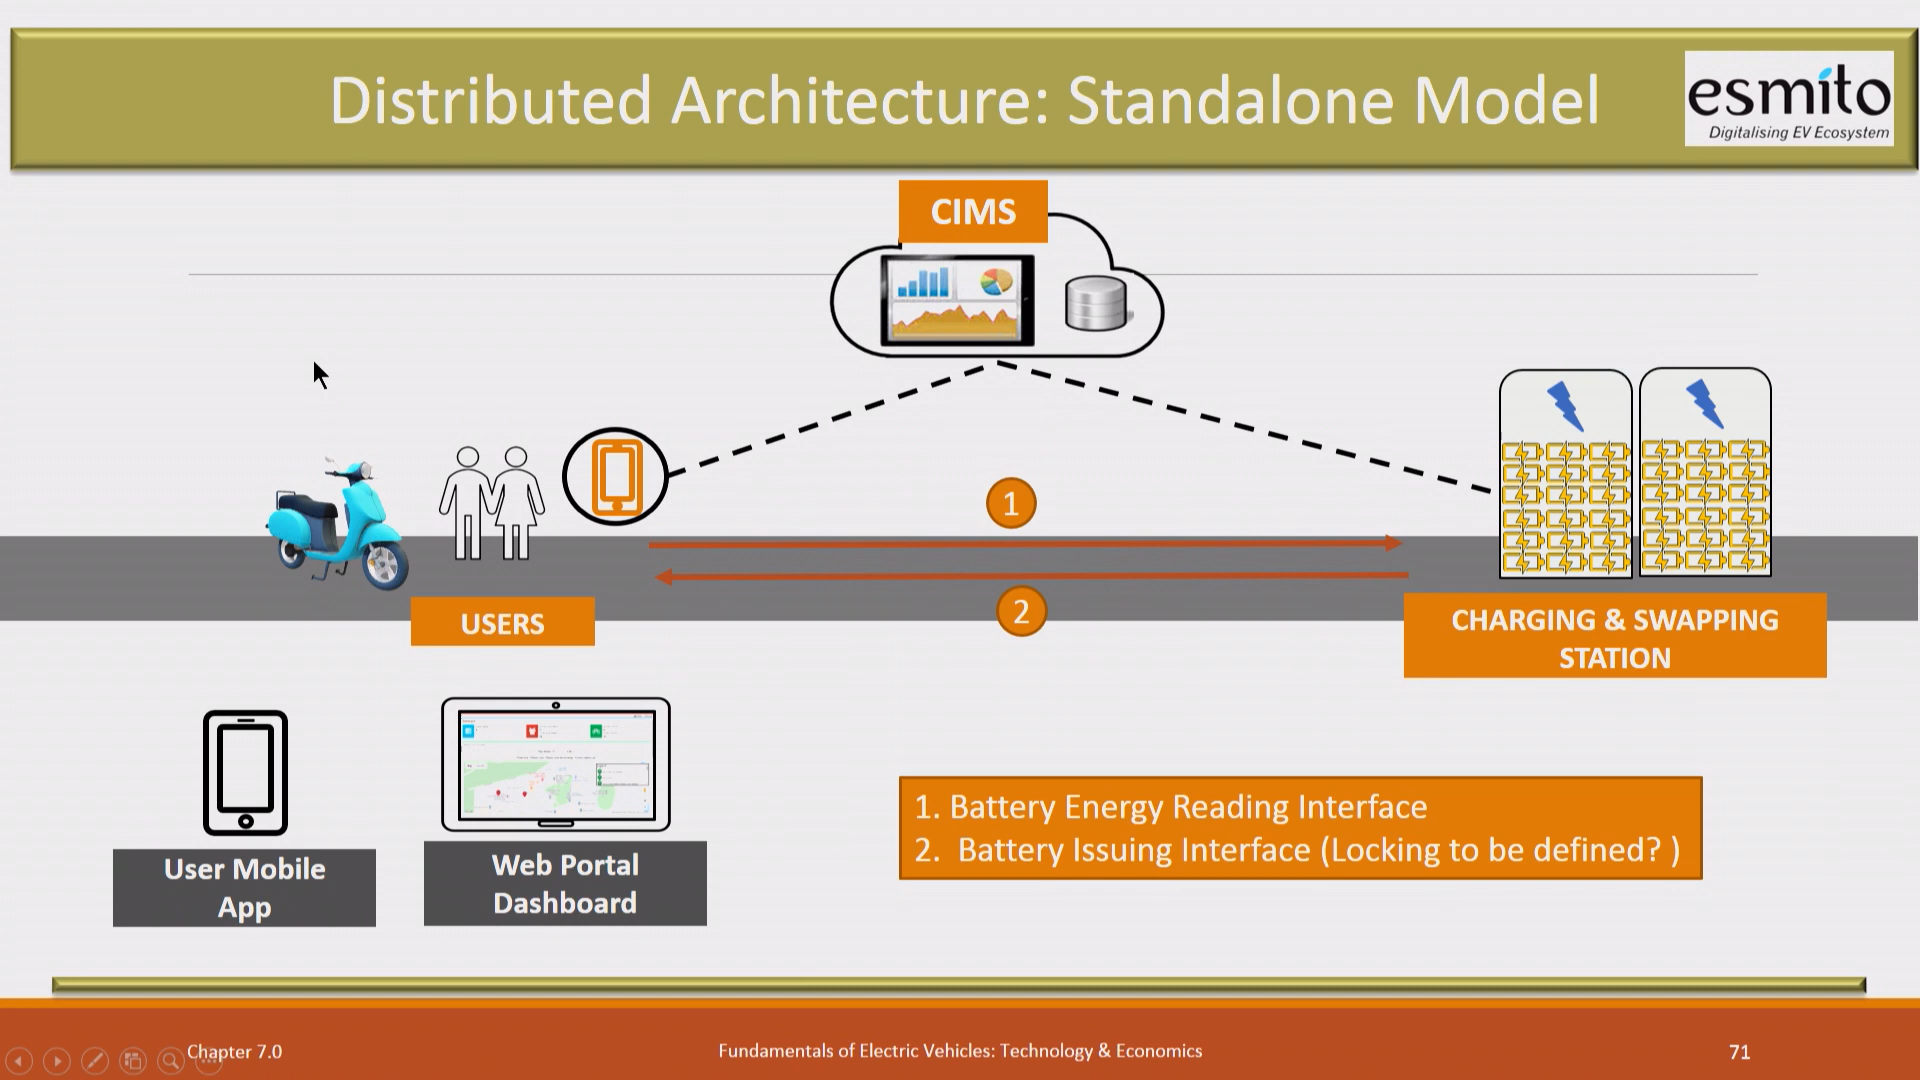 Distributed Architecture: Standalone Model
esmito
Digitalising EV Ecosystem
CIMS
1
2
USERS
CHARGING & SWAPPING
STATION
User Mobile
App
Web Portal
Dashboard
1. Battery Energy Reading Interface
2. Battery Issuing Interface (Locking to be defined? )
Chapter 7.0
Fundamentals of Electric Vehicles: Technology & Economics
71